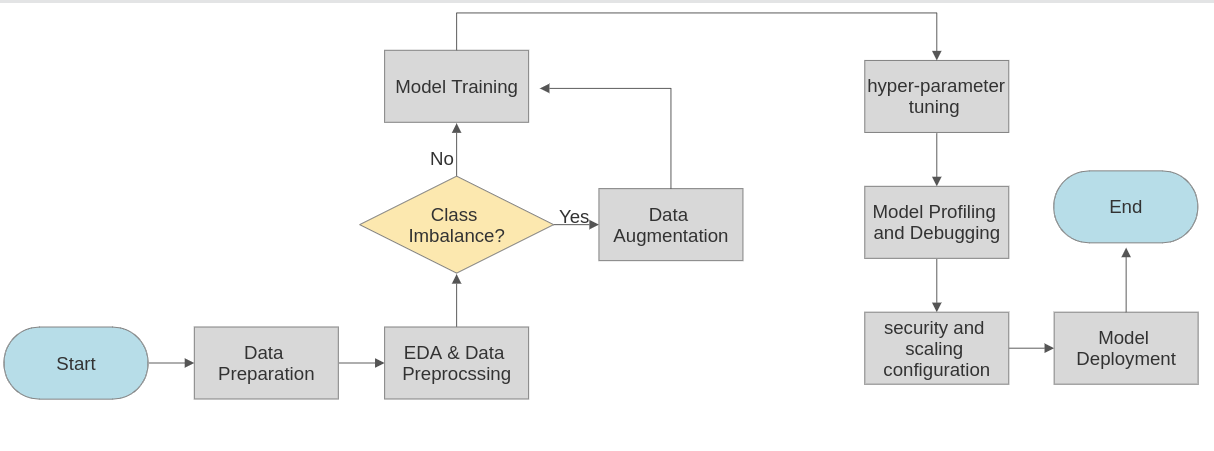 Start
Data
Preparation
EDA & Data
Preprocssing
Class
Imbalance?
No
Yes
Data
Augmentation
Model Training
hyper-parameter
tuning
Model Profiling
and Debugging
security and
scaling
configuration
Model
Deployment
End